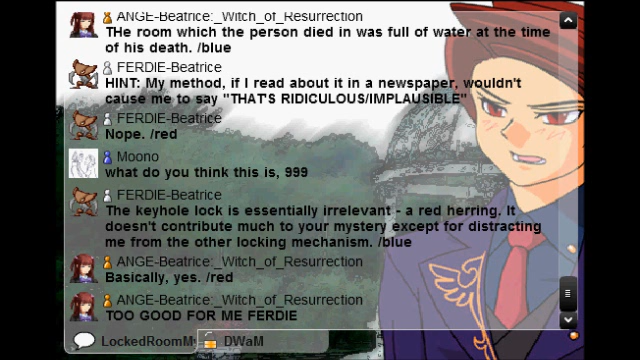 ANGE-Beatrice:_Witch_of_Resurrection
THe room which the person died in was full of water at the time
of his death. /blue
FERDIE-Beatrice
HINT: My method, if I read about it in a newspaper, wouldn't
cause me to say "THAT'S RIDICULOUS/IMPLAUSIBLE"
FERDIE-Beatrice
Nope. /red
Moono
what do you think this is, 999
FERDIE-Beatrice
The keyhole lock is essentially irrelevant - a red herring. It
doesn't contribute much to your mystery except for distracting
me from the other locking mechanism. /blue
ANGE-Beatrice:_Witch_of_Resurrection
Basically, yes. /red
ANGE-Beatrice:_Witch_of_Resurrection
TOO GOOD FOR ME FERDIE
LockedRoomM DWaM